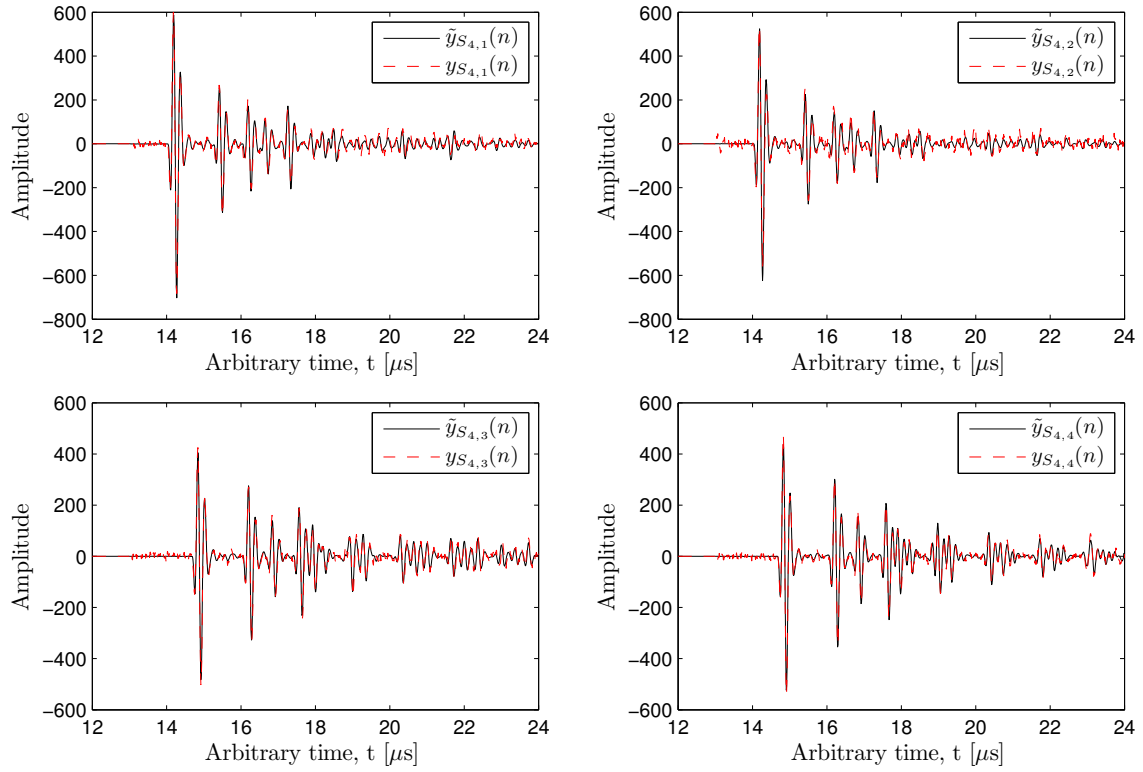 600
400
200
0
−200
−400
−600
−800
Amplitude
ỹS4,1(n)
yS4,1(n)
12 14 16 18 20 22 24
Arbitrary time, t [μs]
600
400
200
0
−200
−400
−600
−800
Amplitude
ỹS4,2(n)
yS4,2(n)
12 14 16 18 20 22 24
Arbitrary time, t [μs]
600
400
200
0
−200
−400
−600
Amplitude
ỹS4,3(n)
yS4,3(n)
12 14 16 18 20 22 24
Arbitrary time, t [μs]
600
400
200
0
−200
−400
−600
Amplitude
ỹS4,4(n)
yS4,4(n)
12 14 16 18 20 22 24
Arbitrary time, t [μs]